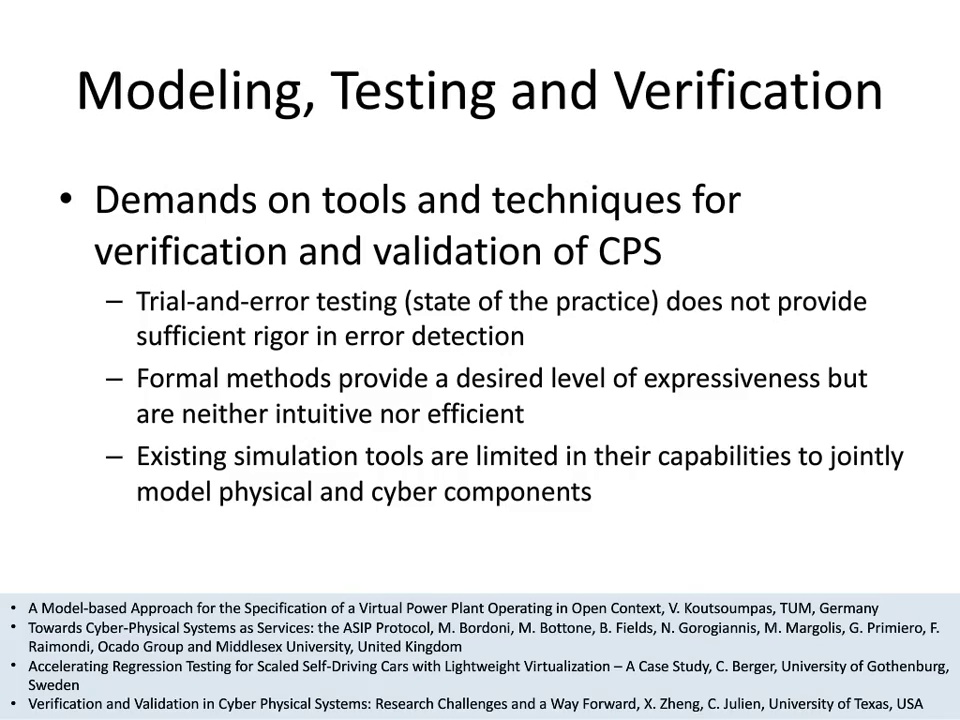 Modeling, Testing and Verification
• Demands on tools and techniques for
verification and validation of CPS
– Trial-and-error testing (state of the practice) does not provide
sufficient rigor in error detection
– Formal methods provide a desired level of expressiveness but
are neither intuitive nor efficient
– Existing simulation tools are limited in their capabilities to jointly
model physical and cyber components
• A Model-based Approach for the Specification of a Virtual Power Plant Operating in Open Context, V. Koutsoumpas, TUM, Germany
• Towards Cyber-Physical Systems as Services: the ASIP Protocol, M. Bordoni, M. Bottone, B. Fields, N. Gorogiannis, M. Margolis, G. Primiero, F.
Raimondi, Ocado Group and Middlesex University, United Kingdom
• Accelerating Regression Testing for Scaled Self-Driving Cars with Lightweight Virtualization – A Case Study, C. Berger, University of Gothenburg,
Sweden
• Verification and Validation in Cyber Physical Systems: Research Challenges and a Way Forward, X. Zheng, C. Julien, University of Texas, USA